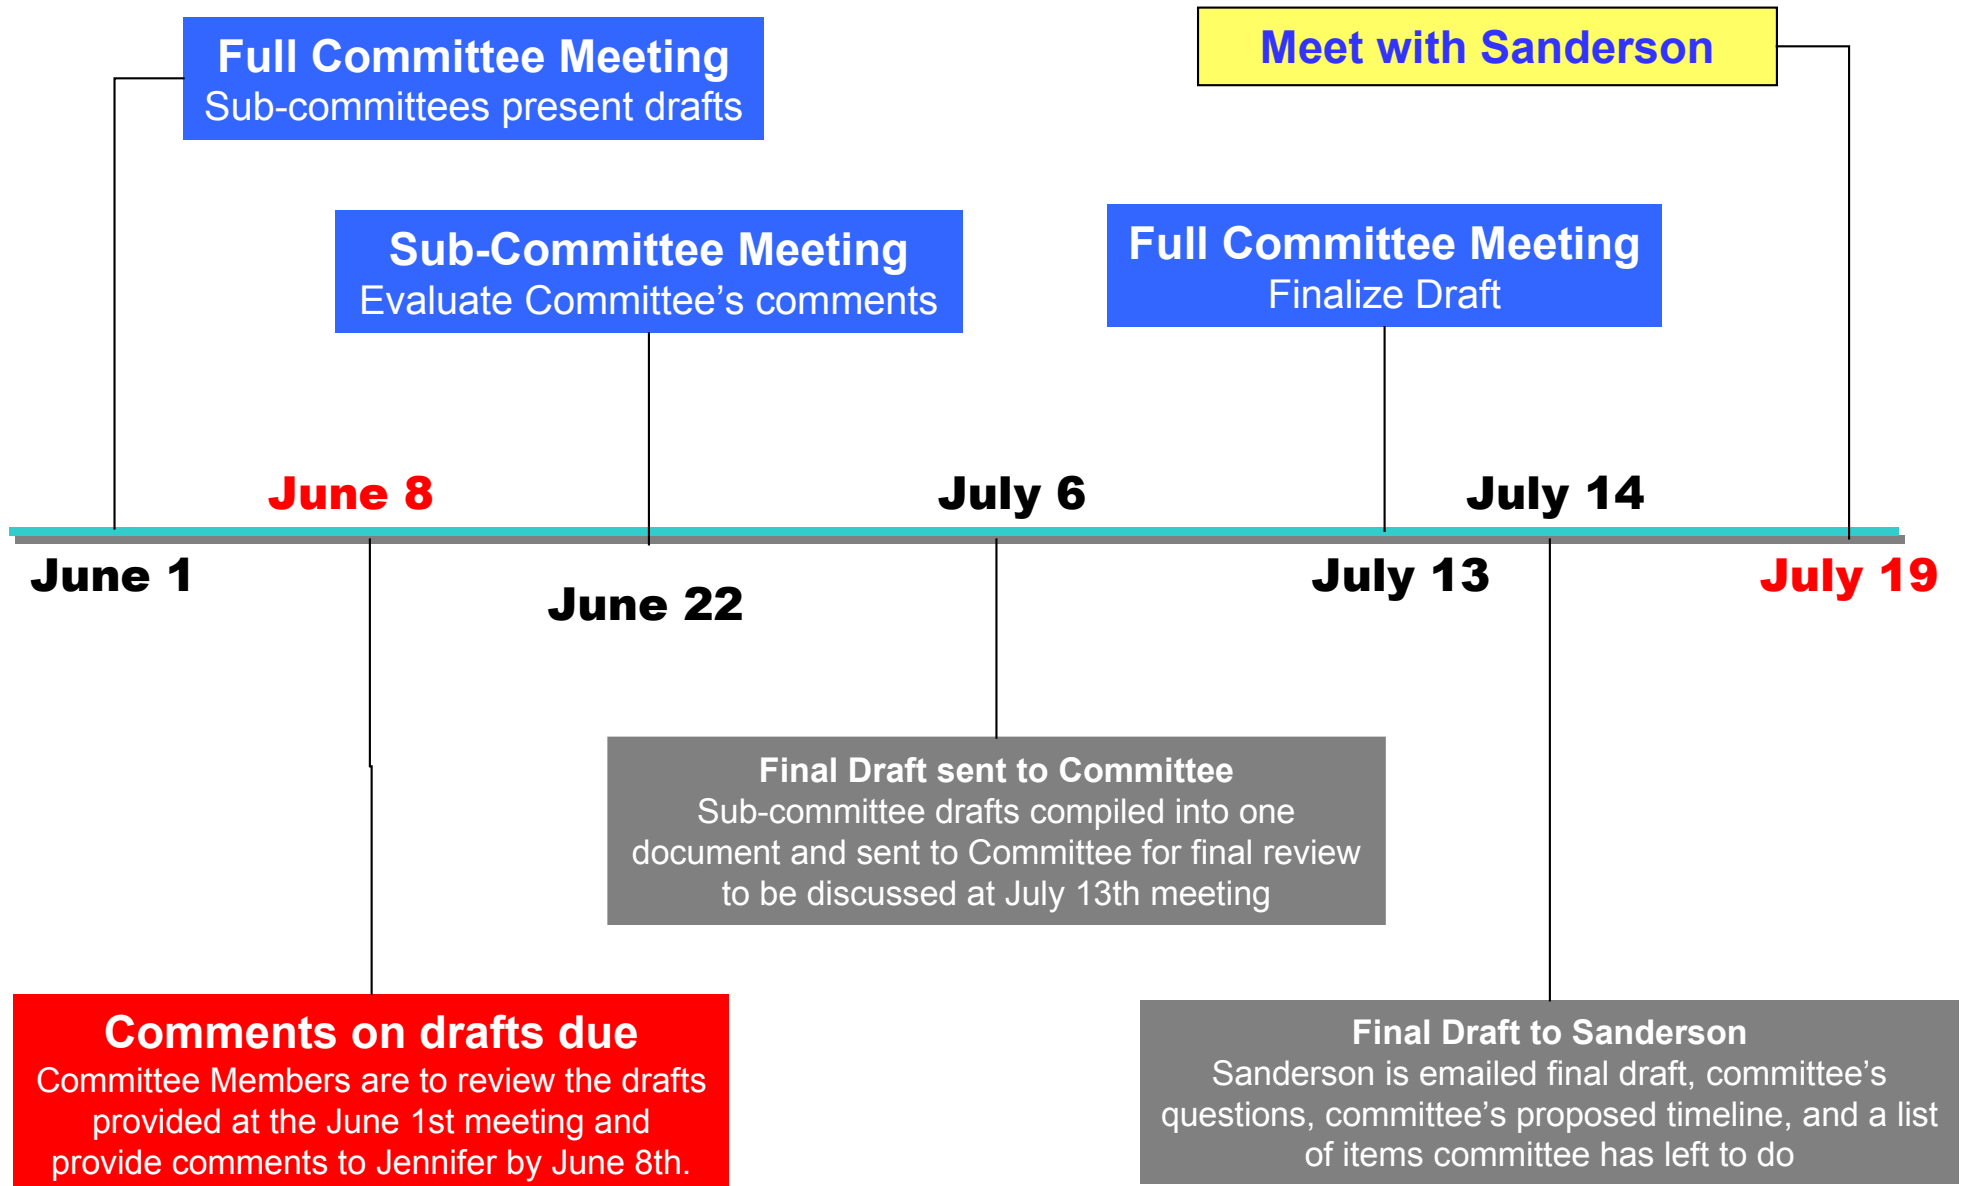 Full Committee Meeting
Sub-committees present drafts
Meet with Sanderson
Sub-Committee Meeting
Evaluate Committee’s comments
Full Committee Meeting
Finalize Draft
June 8
July 6
July 14
June 1
June 22
July 13
July 19
Final Draft sent to Committee
Sub-committee drafts compiled into one
document and sent to Committee for final review
to be discussed at July 13th meeting
Comments on drafts due
Committee Members are to review the drafts
provided at the June 1st meeting and
provide comments to Jennifer by June 8th.
Final Draft to Sanderson
Sanderson is emailed final draft, committee’s
questions, committee’s proposed timeline, and a list
of items committee has left to do